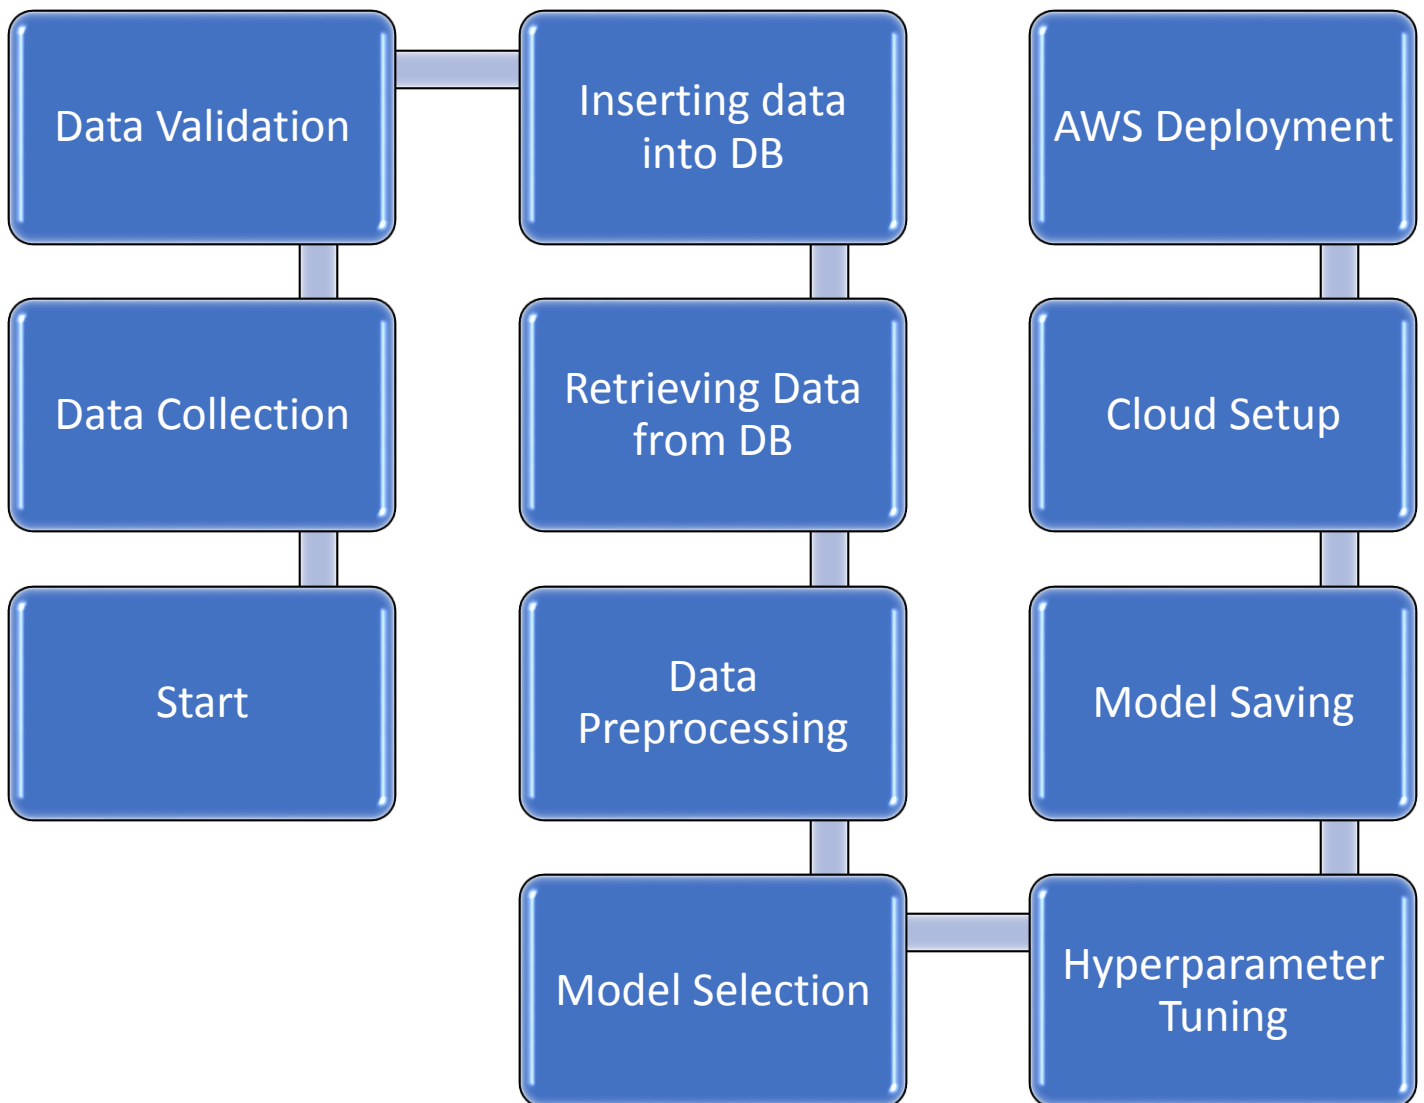 Data Validation
Inserting data
into DB
AWS Deployment
Data Collection
Retrieving Data
from DB
Cloud Setup
Start
Data
Preprocessing
Model Saving
Model Selection
Hyperparameter
Tuning